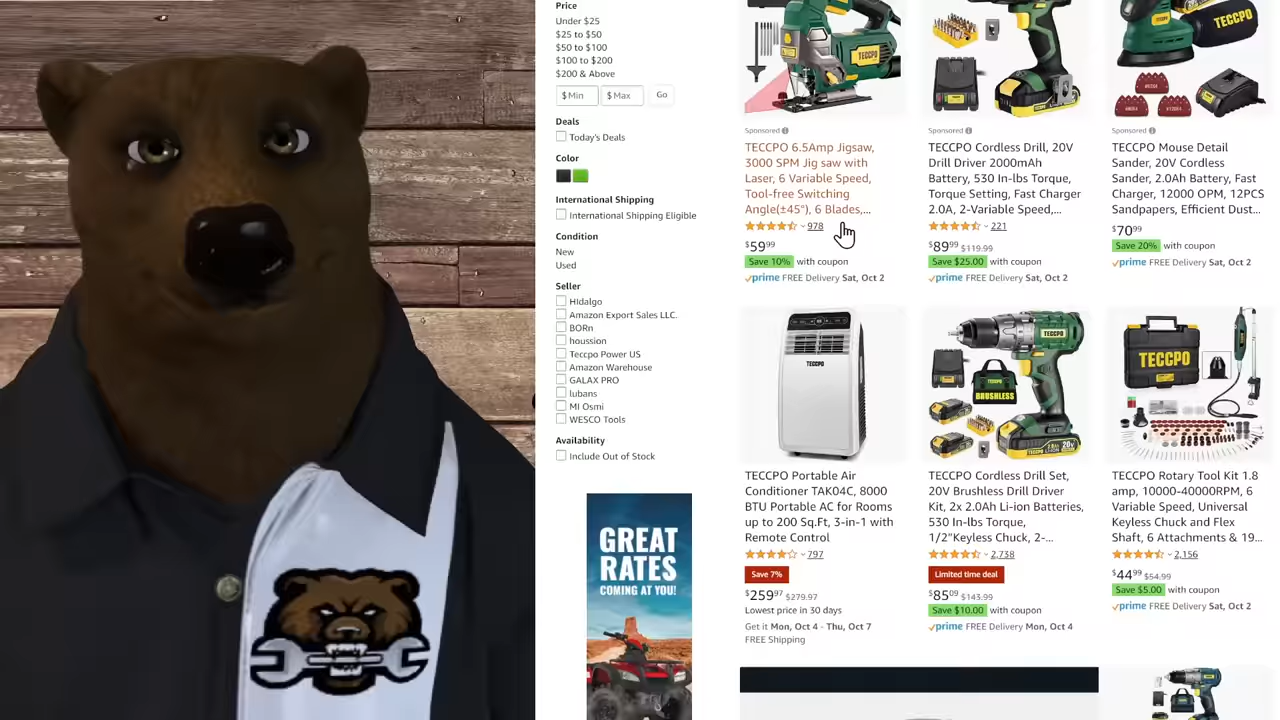 Price
Under $25
$25 to $50
$50 to $100
$100 to $200
$200 & Above
$ Min $ Max Go
Deals
Today's Deals
Color
International Shipping
International Shipping Eligible
Condition
New
Used
Seller
HIdalgo
Amazon Export Sales LLC.
BORn
houssion
Teccpo Power US
Amazon Warehouse
GALAX PRO
lubans
MI Osmi
WESCO Tools
Availability
Include Out of Stock
GREAT
RATES
COMING AT YOU!
TECCPO
Sponsored
TECCPO 6.5Amp Jigsaw,
3000 SPM Jig saw with
Laser, 6 Variable Speed,
Tool-free Switching
Angle(±45°), 6 Blades,...
978
$5999
Save 10% with coupon
prime FREE Delivery Sat, Oct 2
Sponsored
TECCPO Cordless Drill, 20V
Drill Driver 2000mAh
Battery, 530 In-lbs Torque,
Torque Setting, Fast Charger
2.0A, 2-Variable Speed,...
221
$8999 $119.99
Save $25.00 with coupon
prime FREE Delivery Sat, Oct 2
TECCPO
Sponsored
TECCPO Mouse Detail
Sander, 20V Cordless
Sander, 2.0Ah Battery, Fast
Charger, 12000 OPM, 12PCS
Sandpapers, Efficient Dust...
$7099
Save 20% with coupon
prime FREE Delivery Sat, Oct 2
TECCPO
TECCPO Portable Air
Conditioner TAK04C, 8000
BTU Portable AC for Rooms
up to 200 Sq.Ft, 3-in-1 with
Remote Control
797
Save 7%
$25997 $279.97
Lowest price in 30 days
Get it Mon, Oct 4 - Thu, Oct 7
FREE Shipping
TECCPO
TECCPO
BRUSHLESS
20V
TECCPO Cordless Drill Set,
20V Brushless Drill Driver
Kit, 2x 2.0Ah Li-ion Batteries,
530 In-lbs Torque,
1/2"Keyless Chuck, 2-...
2,738
Limited time deal
$8509 $143.99
Save $10.00 with coupon
prime FREE Delivery Mon, Oct 4
TECCPO
TECCPO Rotary Tool Kit 1.8
amp, 10000-40000RPM, 6
Variable Speed, Universal
Keyless Chuck and Flex
Shaft, 6 Attachments & 19...
2,156
$4499 $54.99
Save $5.00 with coupon
prime FREE Delivery Sat, Oct 2